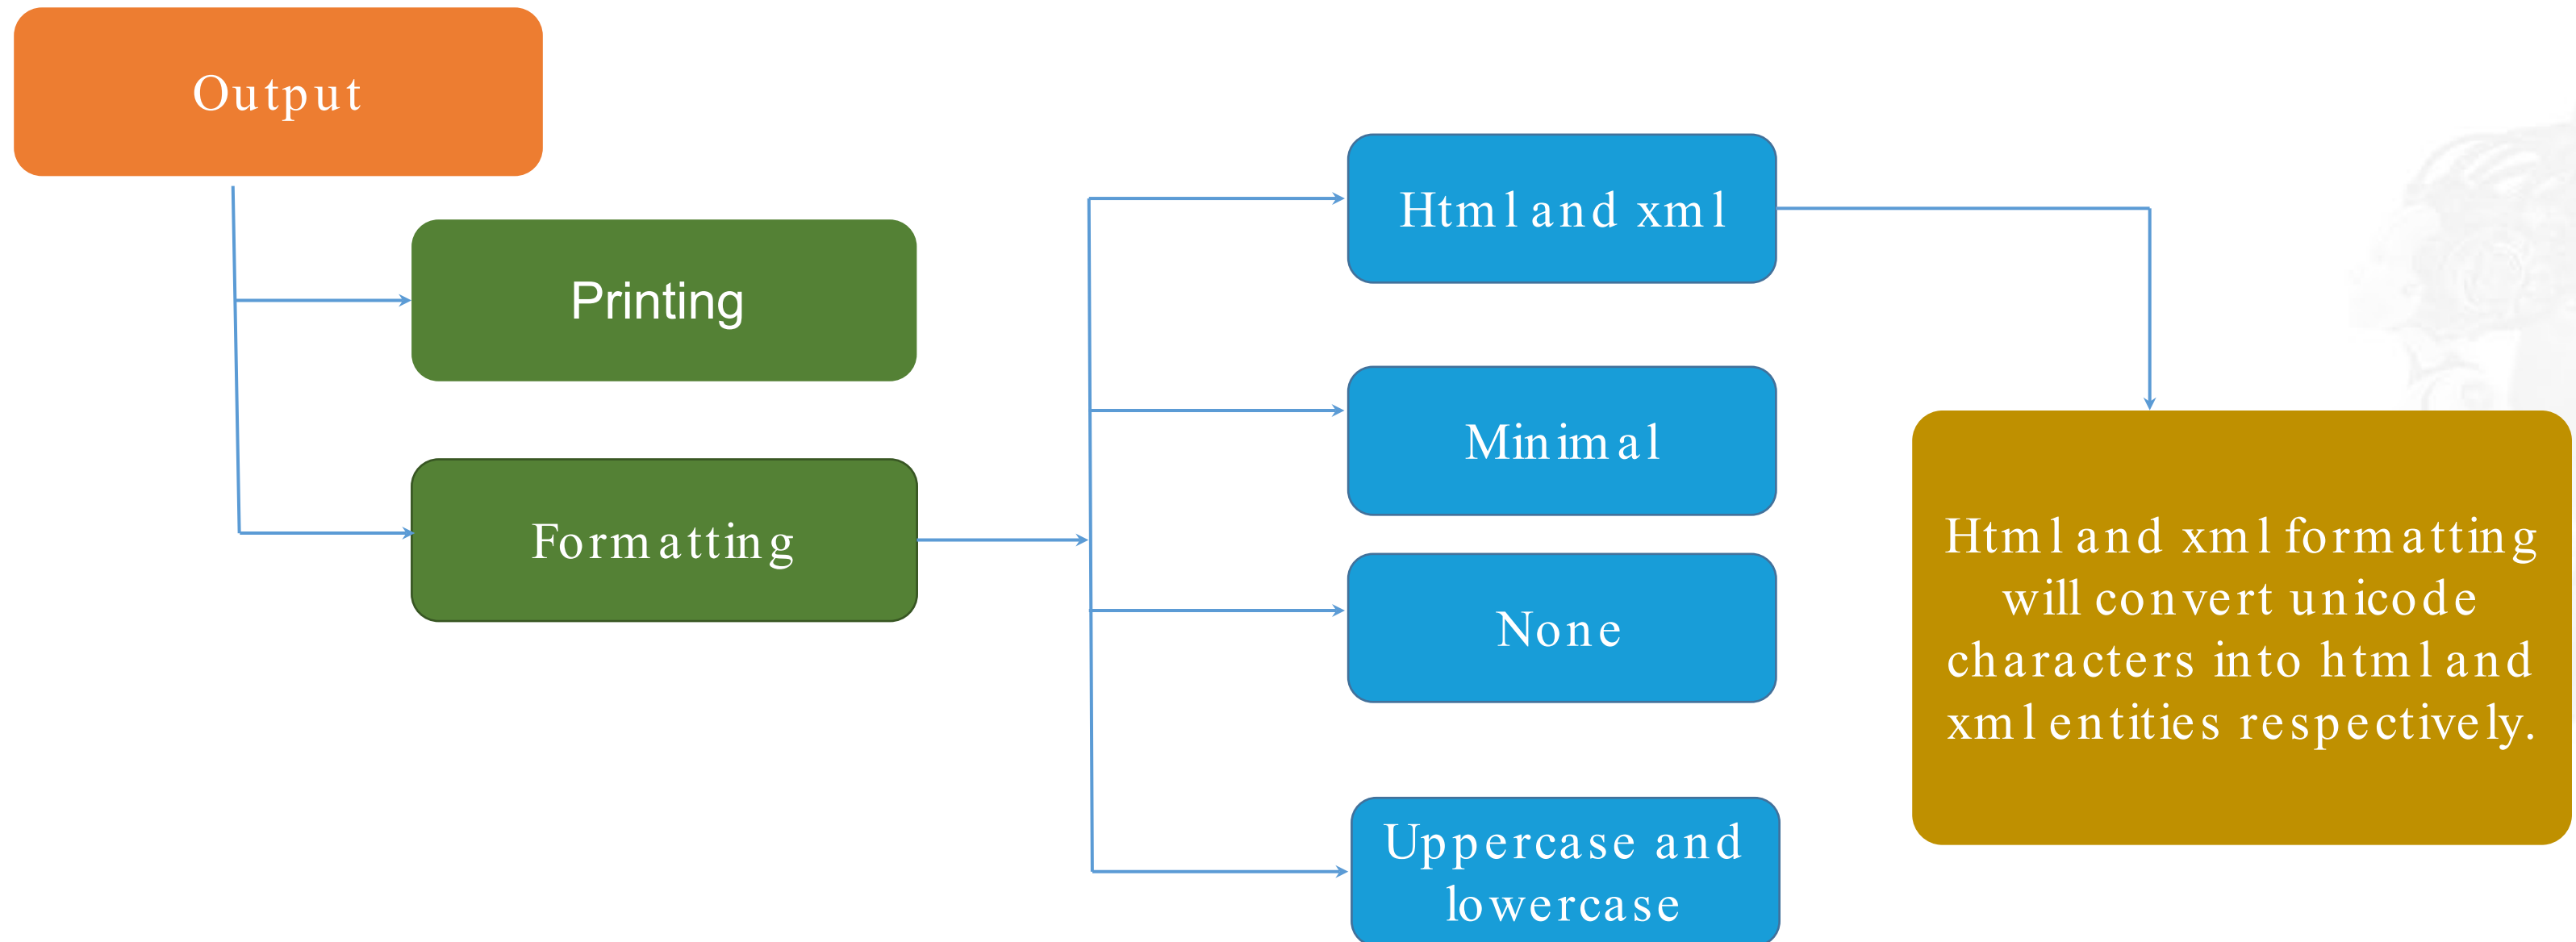 Output
Printing
Formatting
Html and xml
Minimal
None
Uppercase and
lowercase
Html and xml formatting
will convert unicode
characters into html and
xml entities respectively.